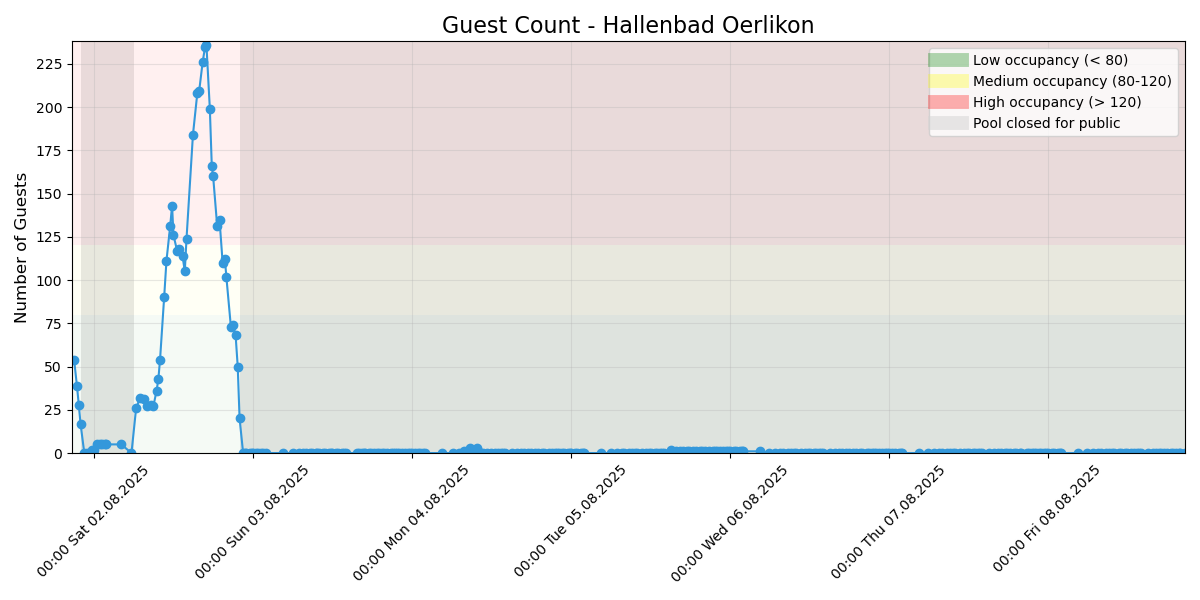 Guest Count - Hallenbad Oerlikon
Number of Guests
225
200
175
150
125
100
75
50
25
0
Low occupancy (< 80)
Medium occupancy (80-120)
High occupancy (> 120)
Pool closed for public
00:00 Sat 02.08.2025
00:00 Sun 03.08.2025
00:00 Mon 04.08.2025
00:00 Tue 05.08.2025
00:00 Wed 06.08.2025
00:00 Thu 07.08.2025
00:00 Fri 08.08.2025